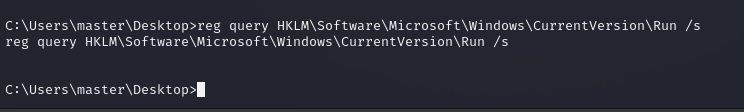 C:\Users\master\Desktop>reg query HKLM\Software\Microsoft\Windows\CurrentVersion\Run /s
reg query HKLM\Software\Microsoft\Windows\CurrentVersion\Run /s
C:\Users\master\Desktop>